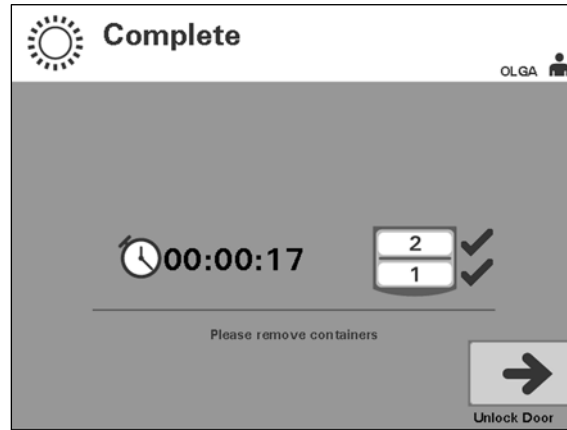 Complete
OLGA
00:00:17
2
1
Please remove containers
Unlock Door